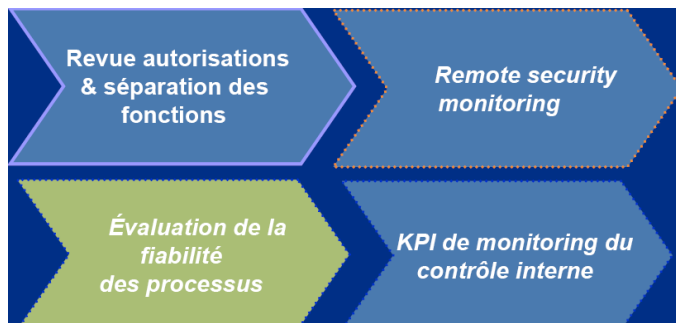 Revue autorisations
& séparation des
fonctions
Remote security
monitoring
Évaluation de la
fiabilité
des processus
KPI de monitoring du
contrôle interne